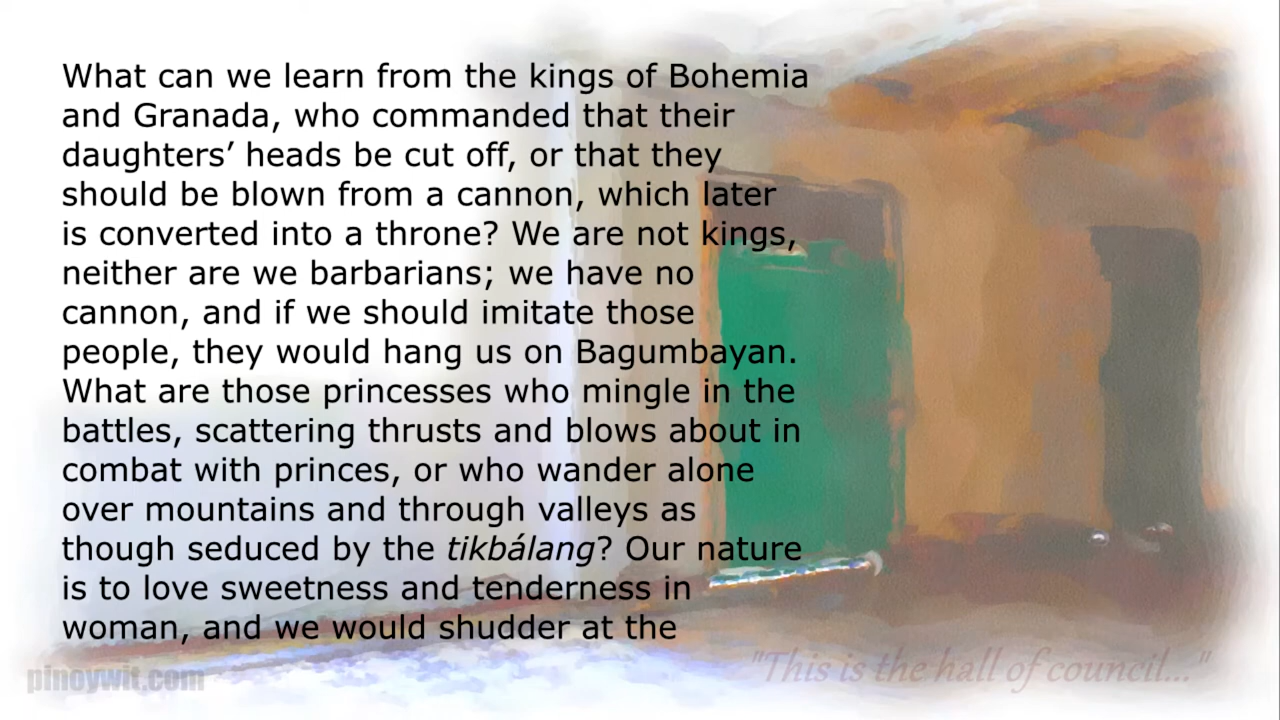 What can we learn from the kings of Bohemia
and Granada, who commanded that their
daughters’ heads be cut off, or that they
should be blown from a cannon, which later
is converted into a throne? We are not kings,
neither are we barbarians; we have no
cannon, and if we should imitate those
people, they would hang us on Bagumbayan.
What are those princesses who mingle in the
battles, scattering thrusts and blows about in
combat with princes, or who wander alone
over mountains and through valleys as
though seduced by the tikbálang? Our nature
is to love sweetness and tenderness in
woman, and we would shudder at the
"This is the hall of council..."
pinoywit.com